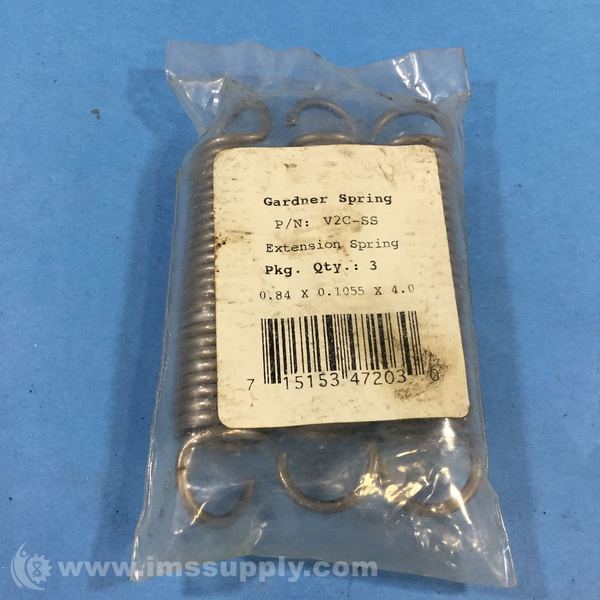 Gardner Spring
P/N: V2C-SS
Extension Spring
Pkg. Qty.: 3
0.84 X 0.1055 X 4.0
7 15153 47203 0
www.imssupply.com